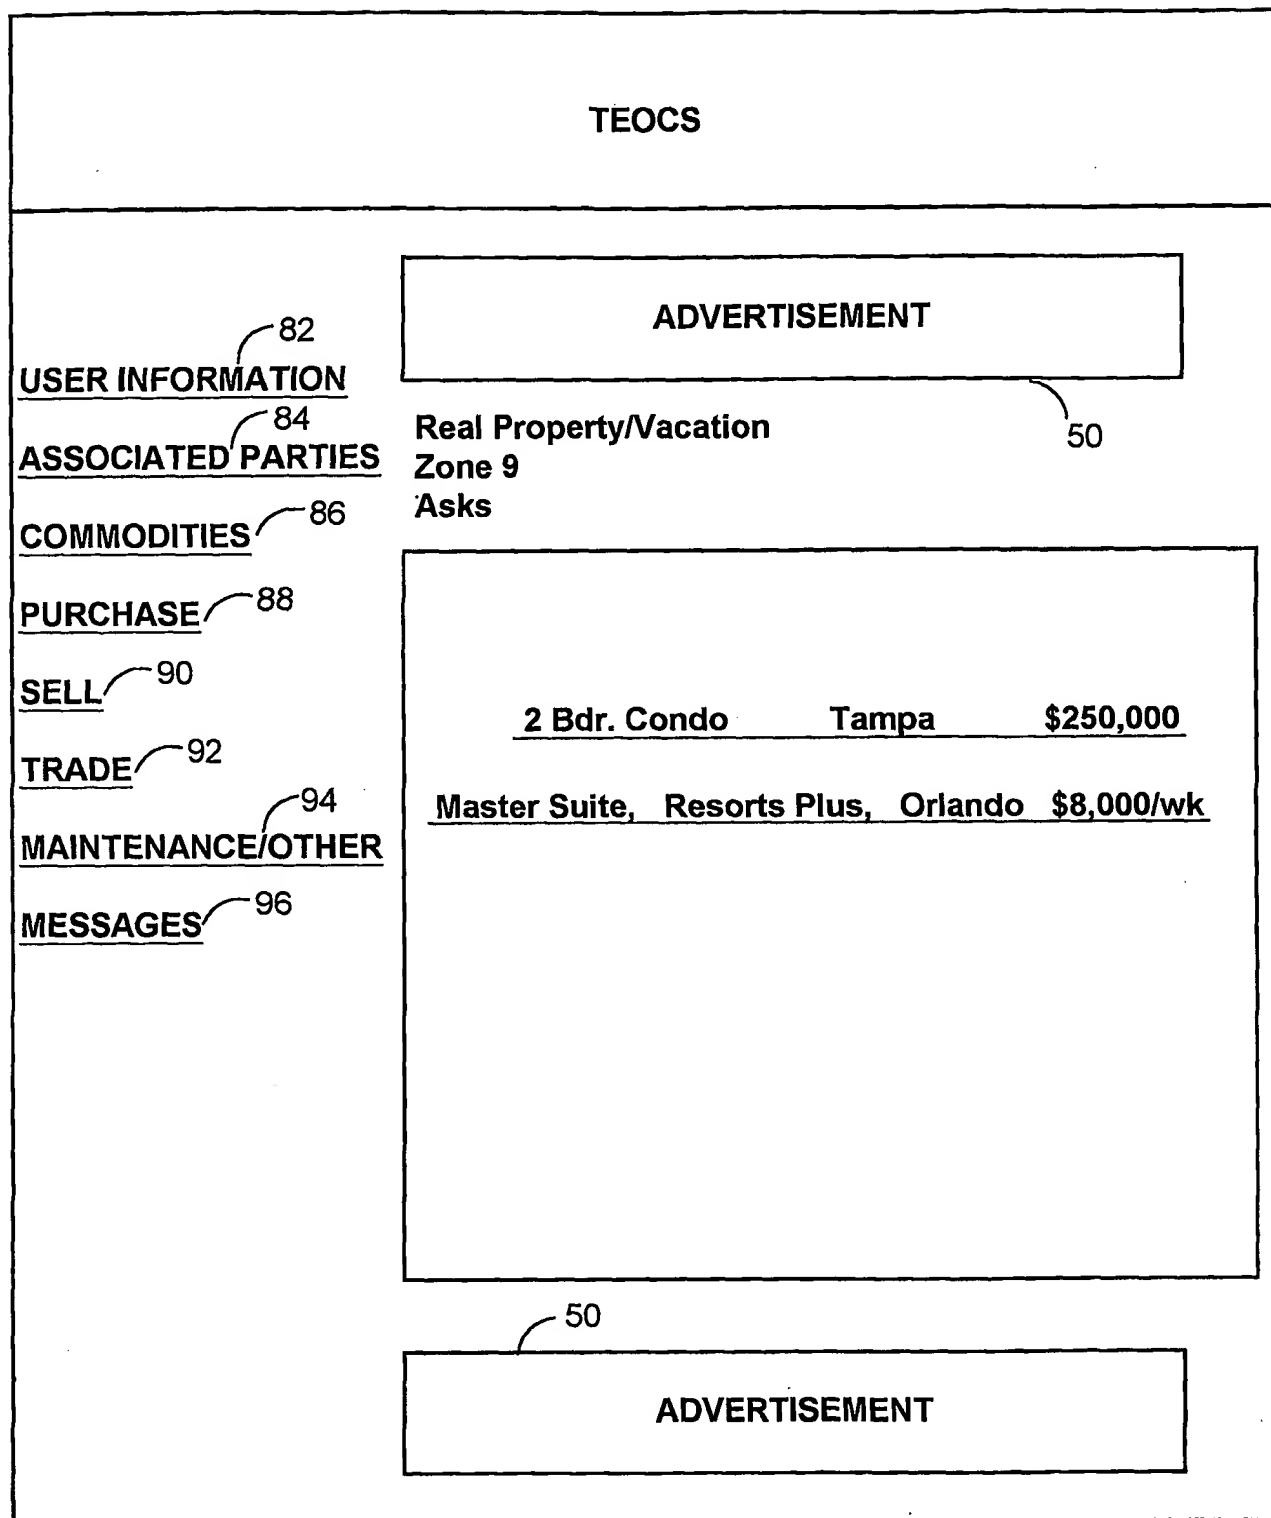 TEOCS
ADVERTISEMENT
50
82
USER INFORMATION
84
ASSOCIATED PARTIES
86
COMMODITIES
88
PURCHASE
90
SELL
92
TRADE
94
MAINTENANCE/OTHER
96
MESSAGES
Real Property/Vacation
Zone 9
Asks
2 Bdr. Condo Tampa $250,000
Master Suite, Resorts Plus, Orlando $8,000/wk
50
ADVERTISEMENT